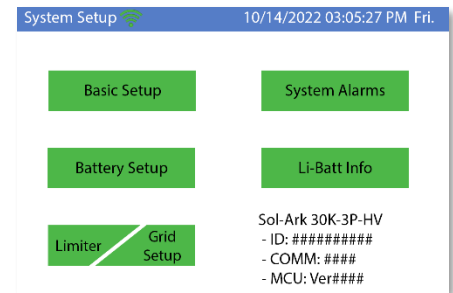 System Setup 10/14/2022 03:05:27 PM Fri.
Basic Setup
System Alarms
Battery Setup
Li-Batt Info
Limiter
Grid
Setup
Sol-Ark 30K-3P-HV
- ID: ##########
- COMM: ####
- MCU: Ver####